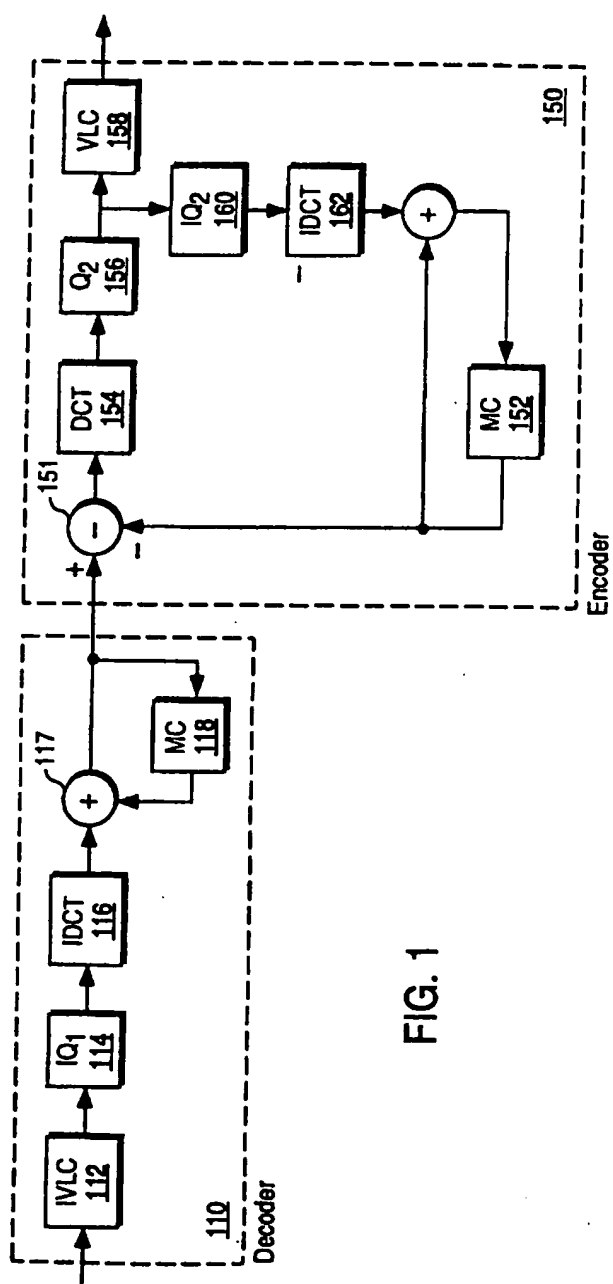 IVLC
112
IQ₁
114
IDCT
116
117
+
MC
118
110
Decoder
+
-
151
-
DCT
154
Q₂
156
VLC
158
IQ₂
160
-
IDCT
162
+
MC
152
150
Encoder
FIG. 1